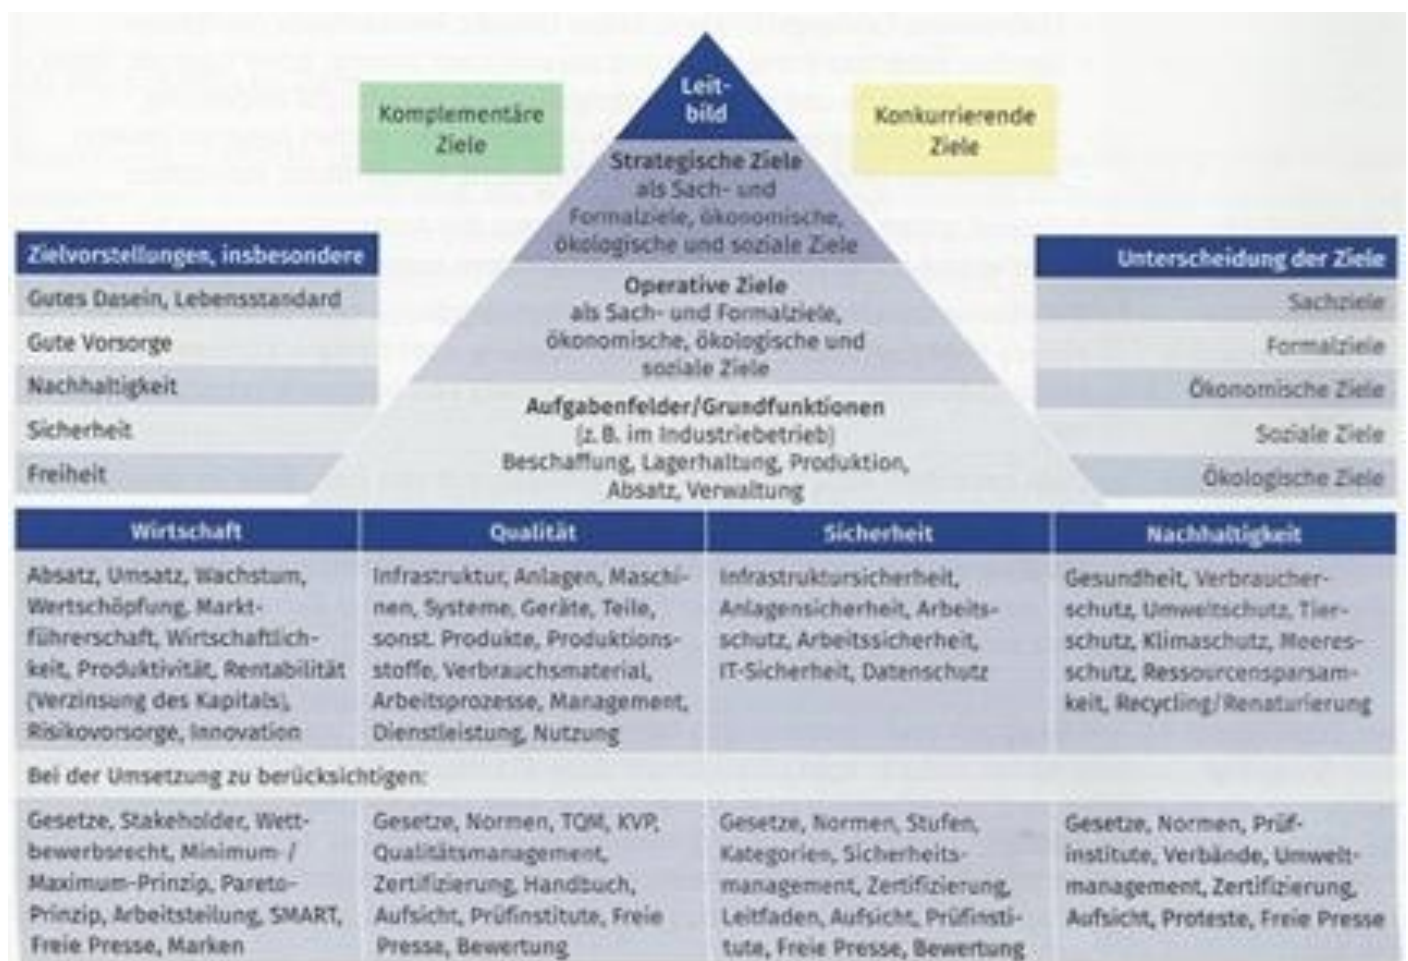 Leit-
bild
Komplementäre
Ziele
Konkurrierende
Ziele
Strategische Ziele
als Sach- und
Formalziele, ökonomische,
ökologische und soziale Ziele
Operative Ziele
als Sach- und Formalziele,
ökonomische, ökologische und
soziale Ziele
Aufgabenfelder/Grundfunktionen
(z. B. im Industriebetrieb)
Beschaffung, Lagerhaltung, Produktion,
Absatz, Verwaltung
Zielvorstellungen, insbesondere
Gutes Dasein, Lebensstandard
Gute Vorsorge
Nachhaltigkeit
Sicherheit
Freiheit
Unterscheidung der Ziele
Sachziele
Formalziele
Ökonomische Ziele
Soziale Ziele
Ökologische Ziele
Wirtschaft
Absatz, Umsatz, Wachstum,
Wertschöpfung, Markt-
führerschaft, Wirtschaftlich-
keit, Produktivität, Rentabilität
(Verzinsung des Kapitals),
Risikovorsorge, Innovation
Qualität
Infrastruktur, Anlagen, Maschi-
nen, Systeme, Geräte, Teile,
sonst. Produkte, Produktions-
stoffe, Verbrauchsmaterial,
Arbeitsprozesse, Management,
Dienstleistung, Nutzung
Sicherheit
Infrastruktursicherheit,
Anlagensicherheit, Arbeits-
schutz, Arbeitssicherheit,
IT-Sicherheit, Datenschutz
Nachhaltigkeit
Gesundheit, Verbraucher-
schutz, Umweltschutz, Tier-
schutz, Klimaschutz, Meeres-
schutz, Ressourcensparsam-
keit, Recycling/Renaturierung
Bei der Umsetzung zu berücksichtigen:
Gesetze, Stakeholder, Wett-
bewerbsrecht, Minimum-/
Maximum-Prinzip, Pareto-
Prinzip, Arbeitsteilung, SMART,
Freie Presse, Marken
Gesetze, Normen, TQM, KVP,
Qualitätsmanagement,
Zertifizierung, Handbuch,
Aufsicht, Prüfinstitute, Freie
Presse, Bewertung
Gesetze, Normen, Stufen,
Kategorien, Sicherheits-
management, Zertifizierung,
Leitfaden, Aufsicht, Prüfinsti-
tute, Freie Presse, Bewertung
Gesetze, Normen, Prüf-
institute, Verbände, Umwelt-
management, Zertifizierung,
Aufsicht, Proteste, Freie Presse